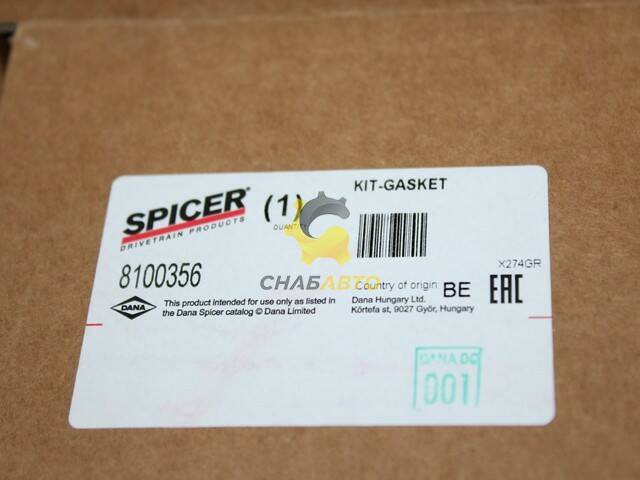 SPICER®
DRIVETRAIN PRODUCTS
(1)
QUANTITY
KIT-GASKET
8100356
СНАБАВТО
X274GR
Country of origin BE
EAC
DANA
This product intended for use only as listed in
the Dana Spicer catalog © Dana Limited
Dana Hungary Ltd.
Körtefa st, 9027 Győr, Hungary
DANA DC
001